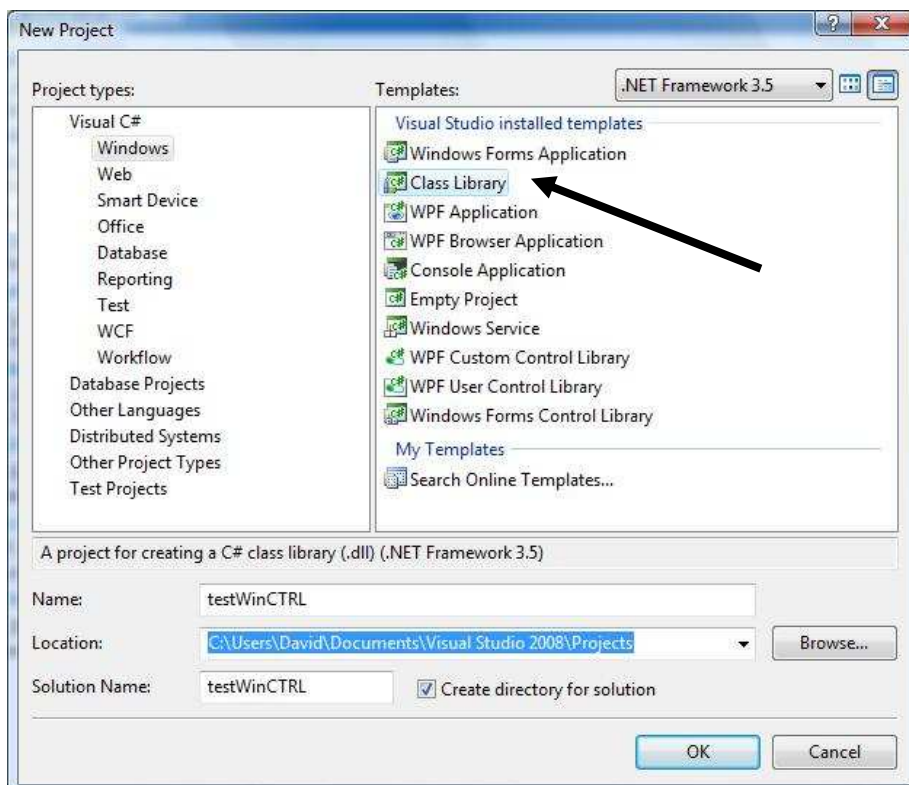 New Project
Project types:
Templates:
.NET Framework 3.5
Visual C#
Windows
Web
Smart Device
Office
Database
Reporting
Test
WCF
Workflow
Database Projects
Other Languages
Distributed Systems
Other Project Types
Test Projects
Visual Studio installed templates
Windows Forms Application
Class Library
WPF Application
WPF Browser Application
Console Application
Empty Project
Windows Service
WPF Custom Control Library
WPF User Control Library
Windows Forms Control Library
My Templates
Search Online Templates...
A project for creating a C# class library (.dll) (.NET Framework 3.5)
Name: testWinCTRL
Location: C:\Users\David\Documents\Visual Studio 2008\Projects Browse...
Solution Name: testWinCTRL Create directory for solution
OK Cancel